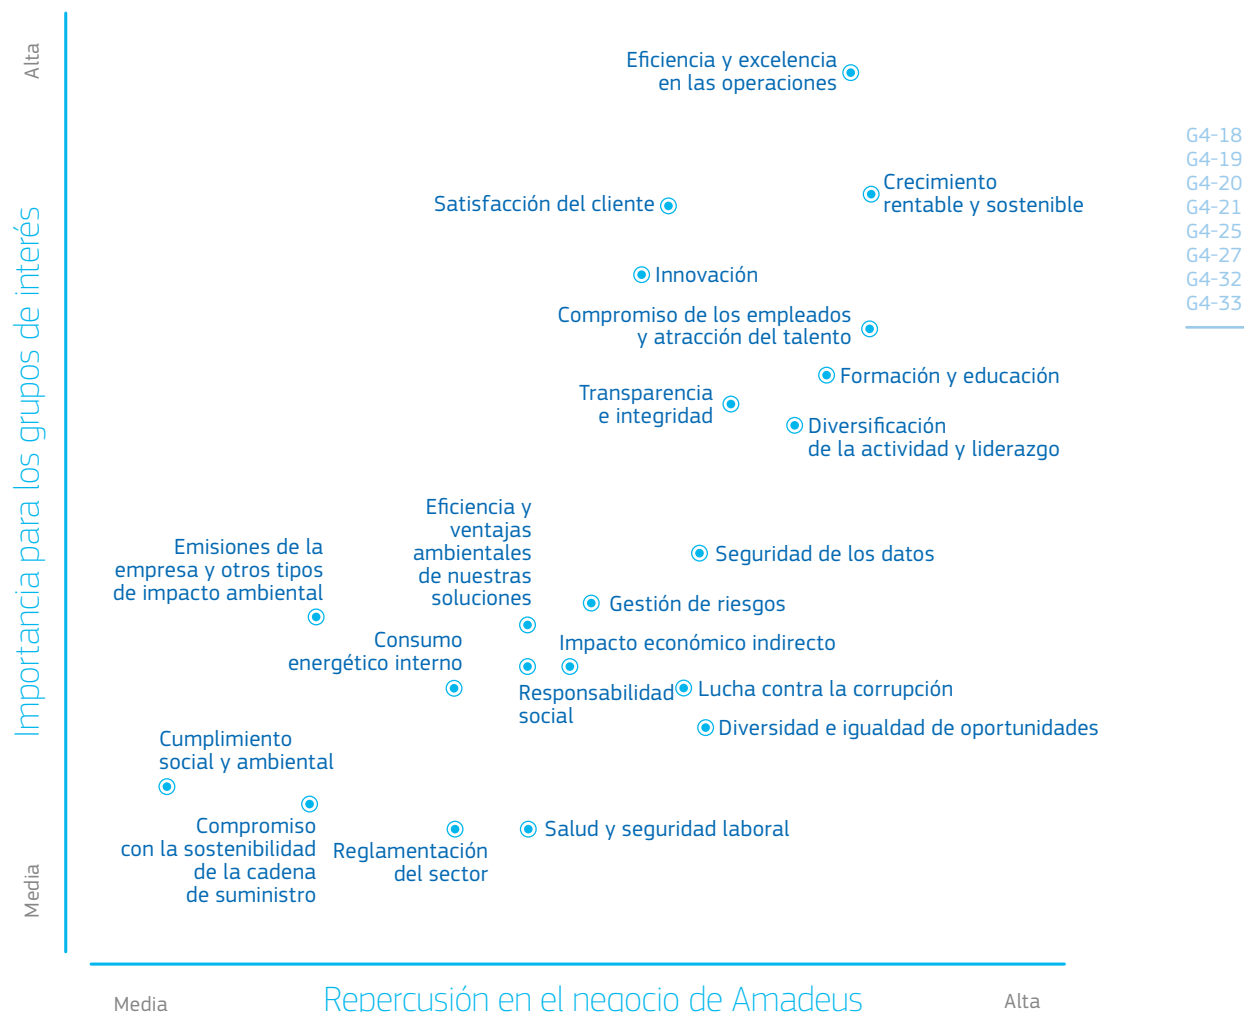 Alta
Eficiencia y excelencia
en las operaciones
G4-18
G4-19
G4-20
G4-21
G4-25
G4-27
G4-32
G4-33
Crecimiento
rentable y sostenible
Satisfacción del cliente
Innovación
Compromiso de los empleados
y atracción del talento
Formación y educación
Transparencia
e integridad
Diversificación
de la actividad y liderazgo
Importancia para los grupos de interés
Eficiencia y
ventajas
ambientales
de nuestras
soluciones
Emisiones de la
empresa y otros tipos
de impacto ambiental
Seguridad de los datos
Gestión de riesgos
Consumo
energético interno
Impacto económico indirecto
Responsabilidad
social
Lucha contra la corrupción
Diversidad e igualdad de oportunidades
Cumplimiento
social y ambiental
Compromiso
con la sostenibilidad
de la cadena
de suministro
Reglamentación
del sector
Salud y seguridad laboral
Media
Media
Repercusión en el negocio de Amadeus
Alta